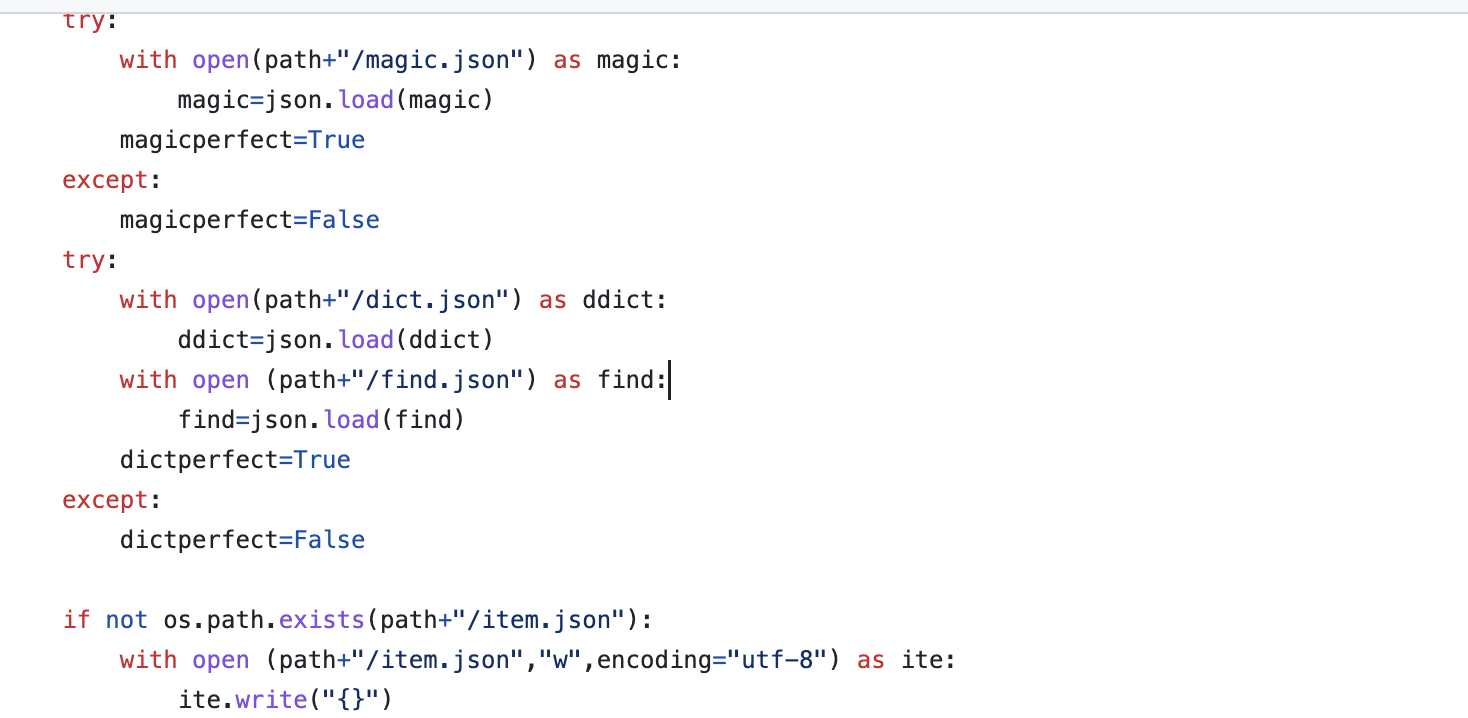 try:
    with open(path+"/magic.json") as magic:
        magic=json.load(magic)
    magicperfect=True
except:
    magicperfect=False
try:
    with open(path+"/dict.json") as ddict:
        ddict=json.load(ddict)
    with open (path+"/find.json") as find:
        find=json.load(find)
    dictperfect=True
except:
    dictperfect=False

if not os.path.exists(path+"/item.json"):
    with open (path+"/item.json","w",encoding="utf-8") as ite:
        ite.write("{}")